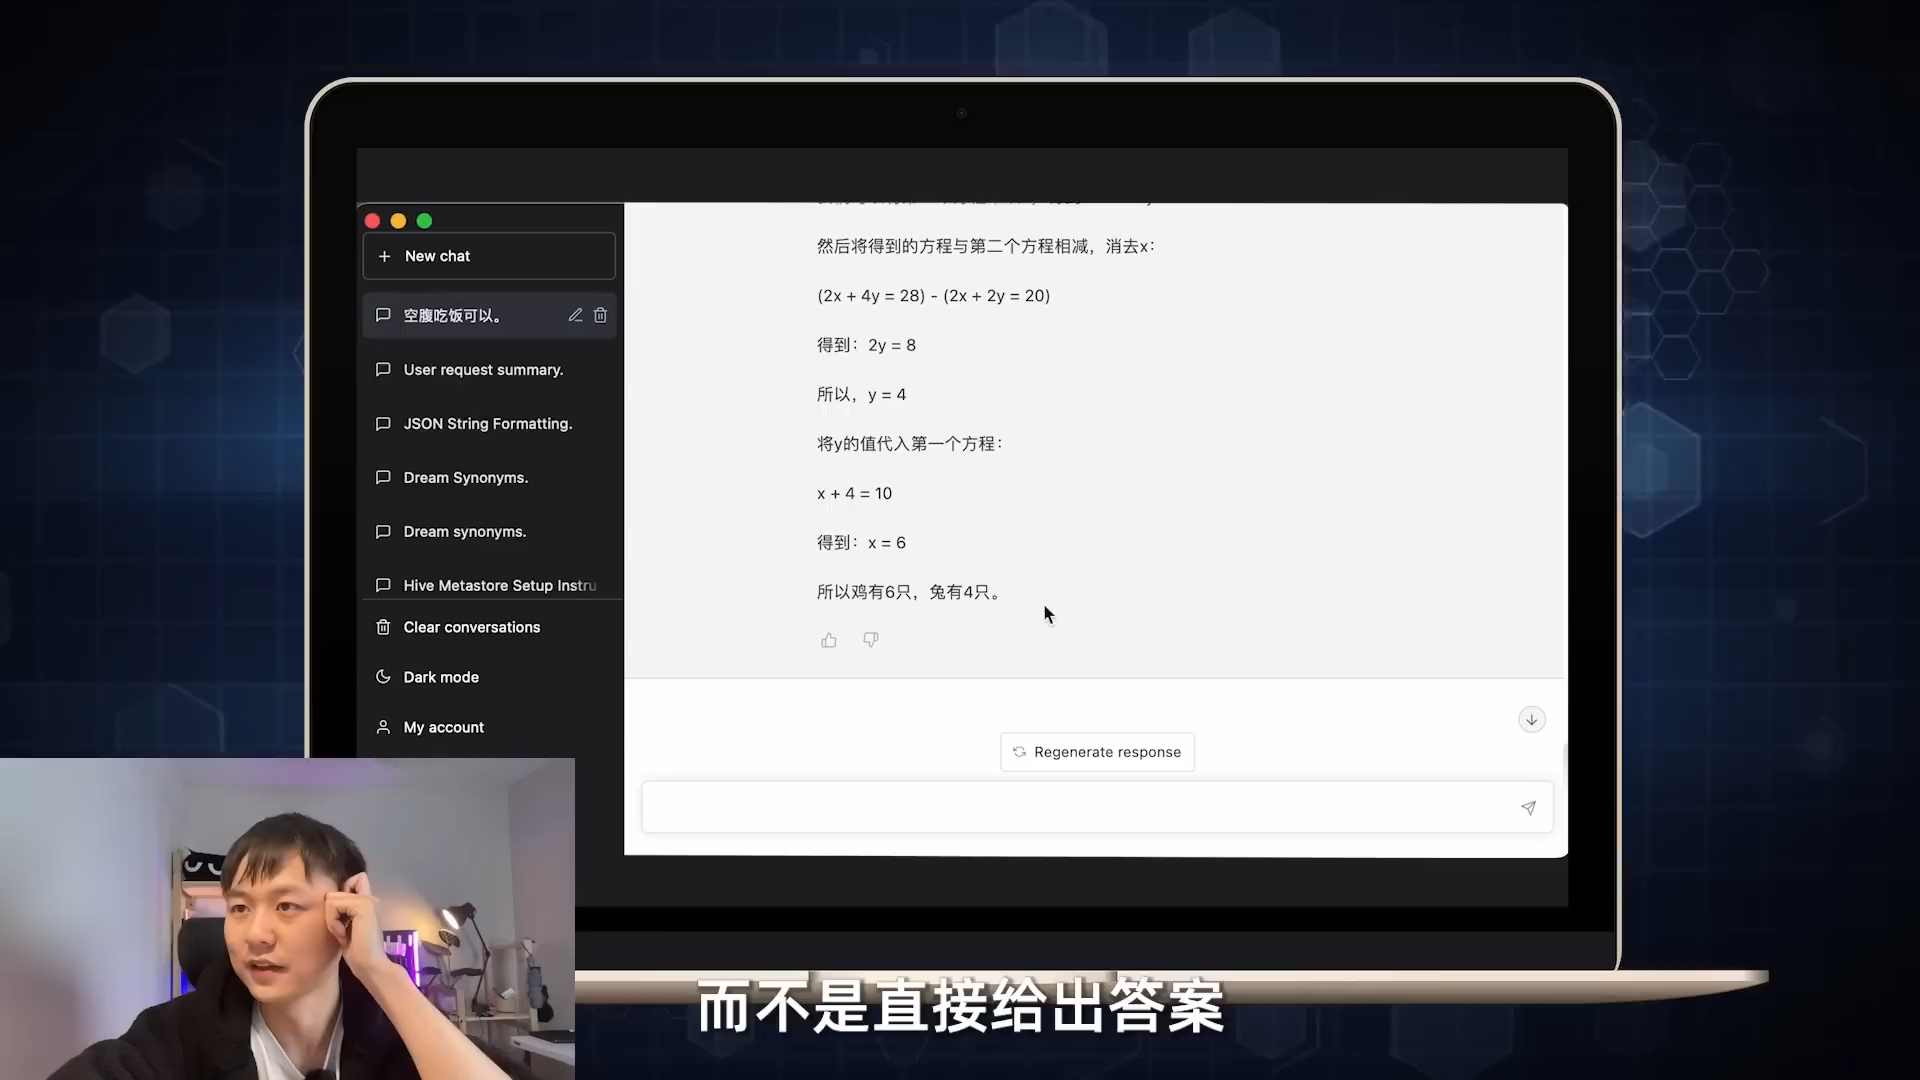 New chat
空腹吃饭可以。
User request summary.
JSON String Formatting.
Dream Synonyms.
Dream synonyms.
Hive Metastore Setup Instru
Clear conversations
Dark mode
My account
然后将得到的方程与第二个方程相减，消去x：
(2x + 4y = 28) - (2x + 2y = 20)
得到：2y = 8
所以，y = 4
将y的值代入第一个方程：
x + 4 = 10
得到：x = 6
所以鸡有6只，兔有4只。
Regenerate response
而不是直接给出答案